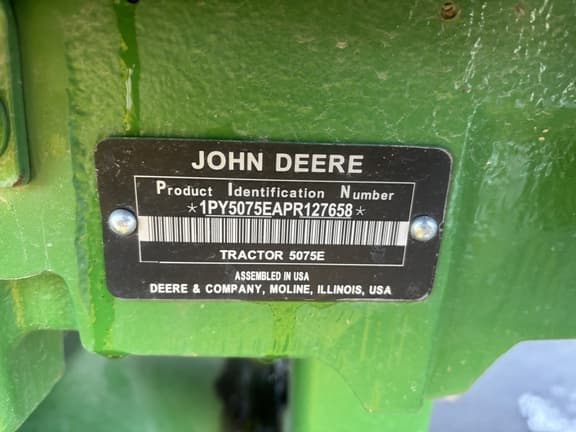 JOHN DEERE
Product Identification Number
*1PY5075EAPR127658*
TRACTOR 5075E
ASSEMBLED IN USA
DEERE & COMPANY, MOLINE, ILLINOIS, USA